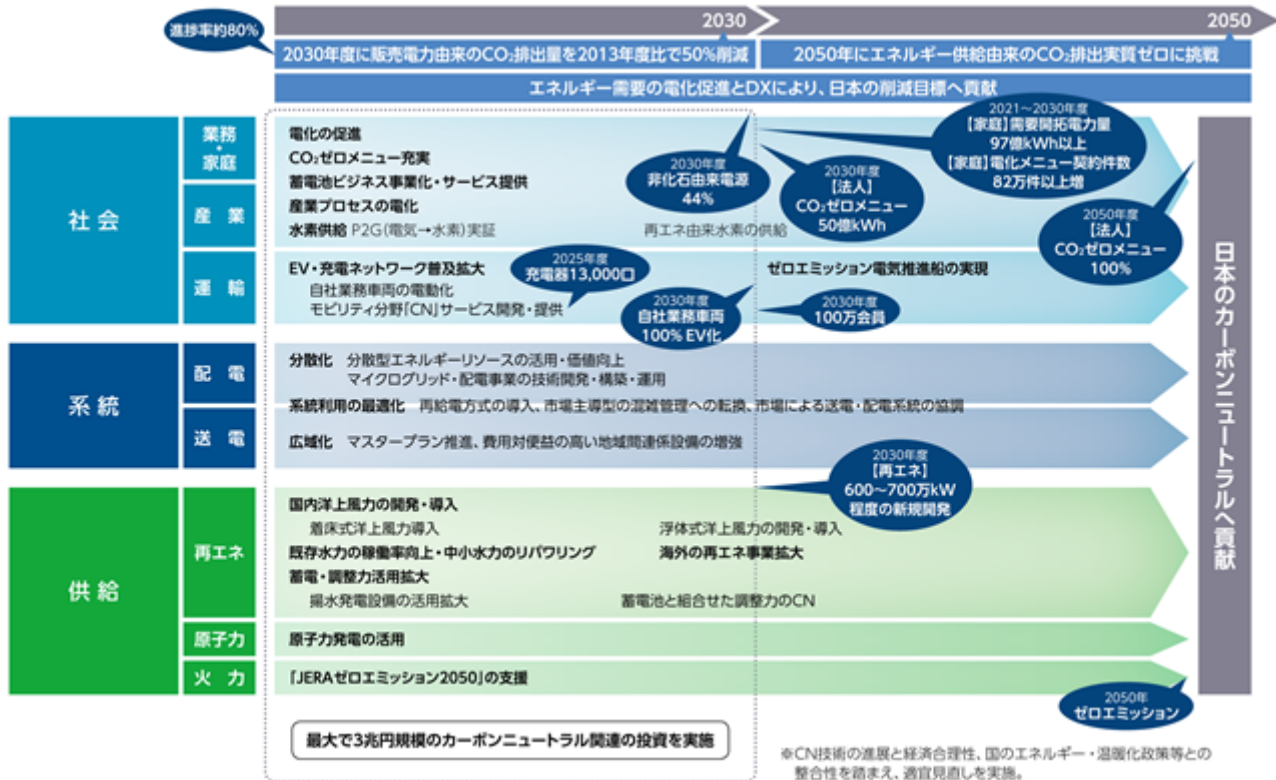 2030
2050
進捗率約80%
2030年度に販売電力由来のCO₂排出量を2013年度比で50%削減
2050年にエネルギー供給由来のCO₂排出実質ゼロに挑戦
エネルギー需要の電化促進とDXにより、日本の削減目標へ貢献
社会
業務・家庭
電化の促進
CO₂ゼロメニュー充実
蓄電池ビジネス事業化・サービス提供
産業
産業プロセスの電化
水素供給 P2G(電気→水素)実証
再エネ由来水素の供給
2030年度
非化石由来電源
44%
2030年度
【法人】
CO₂ゼロメニュー
50億kWh
2021〜2030年度
【家庭】需要開拓電力量
97億kWh以上
【家庭】電化メニュー契約件数
82万件以上増
2050年度
【法人】
CO₂ゼロメニュー
100%
運輸
EV・充電ネットワーク普及拡大
自社業務車両の電動化
モビリティ分野「CN」サービス開発・提供
2025年度
充電器13,000口
ゼロエミッション電気推進船の実現
2030年度
自社業務車両
100% EV化
2030年度
100万会員
系統
配電
分散化 分散型エネルギーリソースの活用・価値向上
マイクログリッド・配電事業の技術開発・構築・運用
系統利用の最適化 再給電方式の導入、市場主導型の混雑管理への転換、市場による送電・配電系統の協調
送電
広域化 マスタープラン推進、費用対便益の高い地域間連係設備の増強
2030年度
【再エネ】
600〜700万kW
程度の新規開発
供給
再エネ
国内洋上風力の開発・導入
着床式洋上風力導入
浮体式洋上風力の開発・導入
既存水力の稼働率向上・中小水力のリパワリング
海外の再エネ事業拡大
蓄電・調整力活用拡大
揚水発電設備の活用拡大
蓄電池と組合せた調整力のCN
原子力
原子力発電の活用
火力
「JERAゼロエミッション2050」の支援
2050年
ゼロエミッション
日本のカーボンニュートラルへ貢献
最大で3兆円規模のカーボンニュートラル関連の投資を実施
※CN技術の進展と経済合理性、国のエネルギー・温暖化政策等との
整合性を踏まえ、適宜見直しを実施。